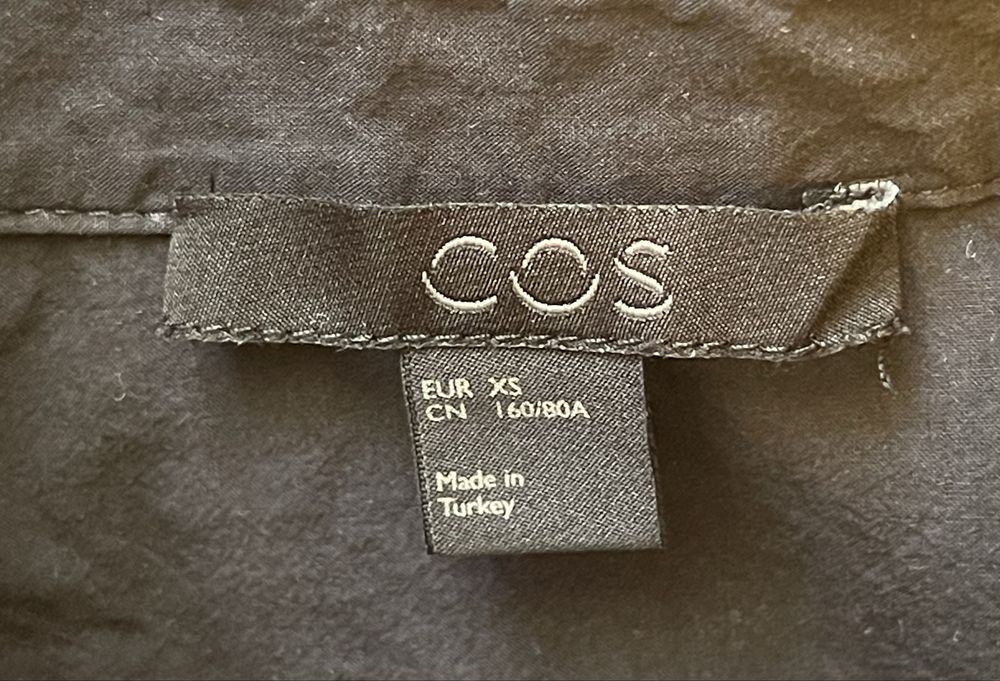 COS
EUR XS
CN 160/80A
Made in
Turkey